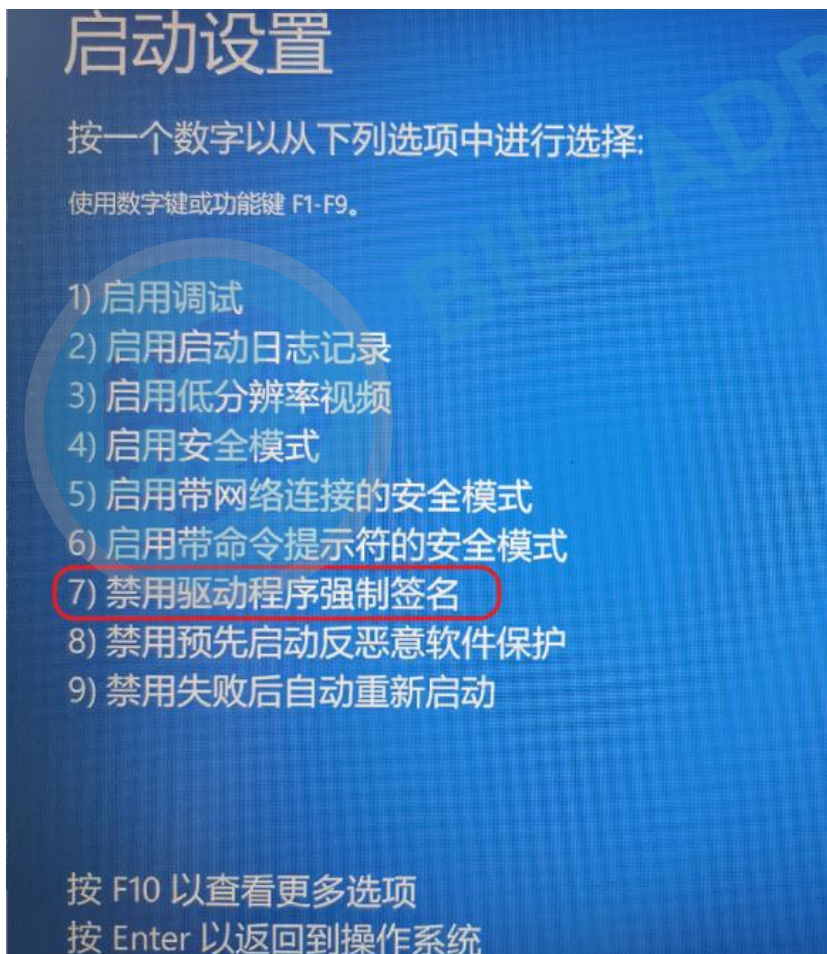 启动设置
按一个数字以从下列选项中进行选择:
使用数字键或功能键 F1-F9。
1) 启用调试
2) 启用启动日志记录
3) 启用低分辨率视频
4) 启用安全模式
5) 启用带网络连接的安全模式
6) 启用带命令提示符的安全模式
7) 禁用驱动程序强制签名
8) 禁用预先启动反恶意软件保护
9) 禁用失败后自动重新启动
按 F10 以查看更多选项
按 Enter 以返回到操作系统